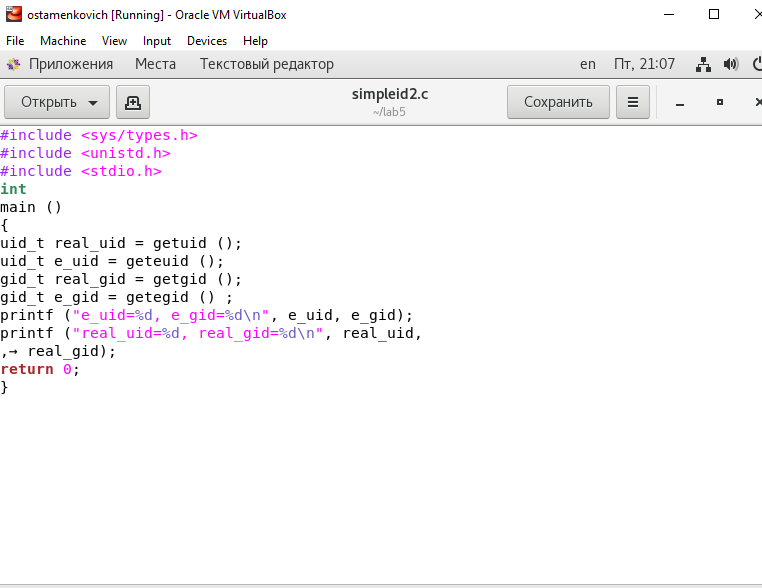 ostamenkovich [Running] - Oracle VM VirtualBox
File Machine View Input Devices Help
Приложения Места Текстовый редактор en Пт, 21:07
Открыть simpleid2.c Сохранить
~/lab5
#include <sys/types.h>
#include <unistd.h>
#include <stdio.h>
int
main ()
{
uid_t real_uid = getuid ();
uid_t e_uid = geteuid ();
gid_t real_gid = getgid ();
gid_t e_gid = getegid () ;
printf ("e_uid=%d, e_gid=%d\n", e_uid, e_gid);
printf ("real_uid=%d, real_gid=%d\n", real_uid,
,→ real_gid);
return 0;
}